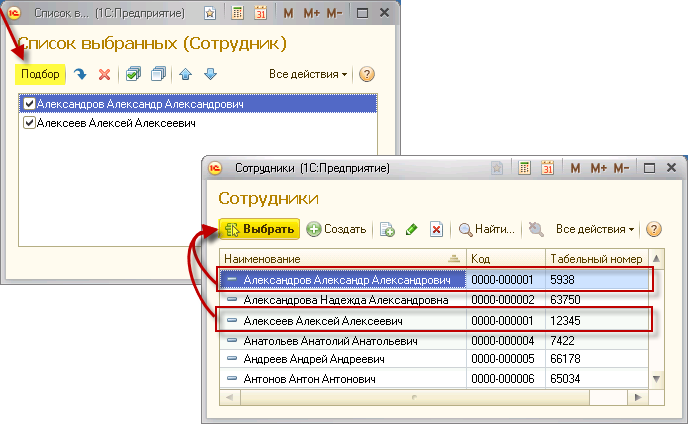 Список в... (1С:Предприятие)
31
M M+ M-
Список выбранных (Сотрудник)
Подбор
Все действия
?
Александров Александр Александрович
Алексеев Алексей Алексеевич
Сотрудники (1С:Предприятие)
31
M M+ M-
Сотрудники
Выбрать Создать Найти... Все действия ?
Наименование Код Табельный номер
Александров Александр Александрович 0000-000001 5938
Александрова Надежда Александровна 0000-000002 63750
Алексеев Алексей Алексеевич 0000-000001 12345
Анатольев Анатолий Анатольевич 0000-000004 7422
Андреев Андрей Андреевич 0000-000005 66178
Антонов Антон Антонович 0000-000006 65034